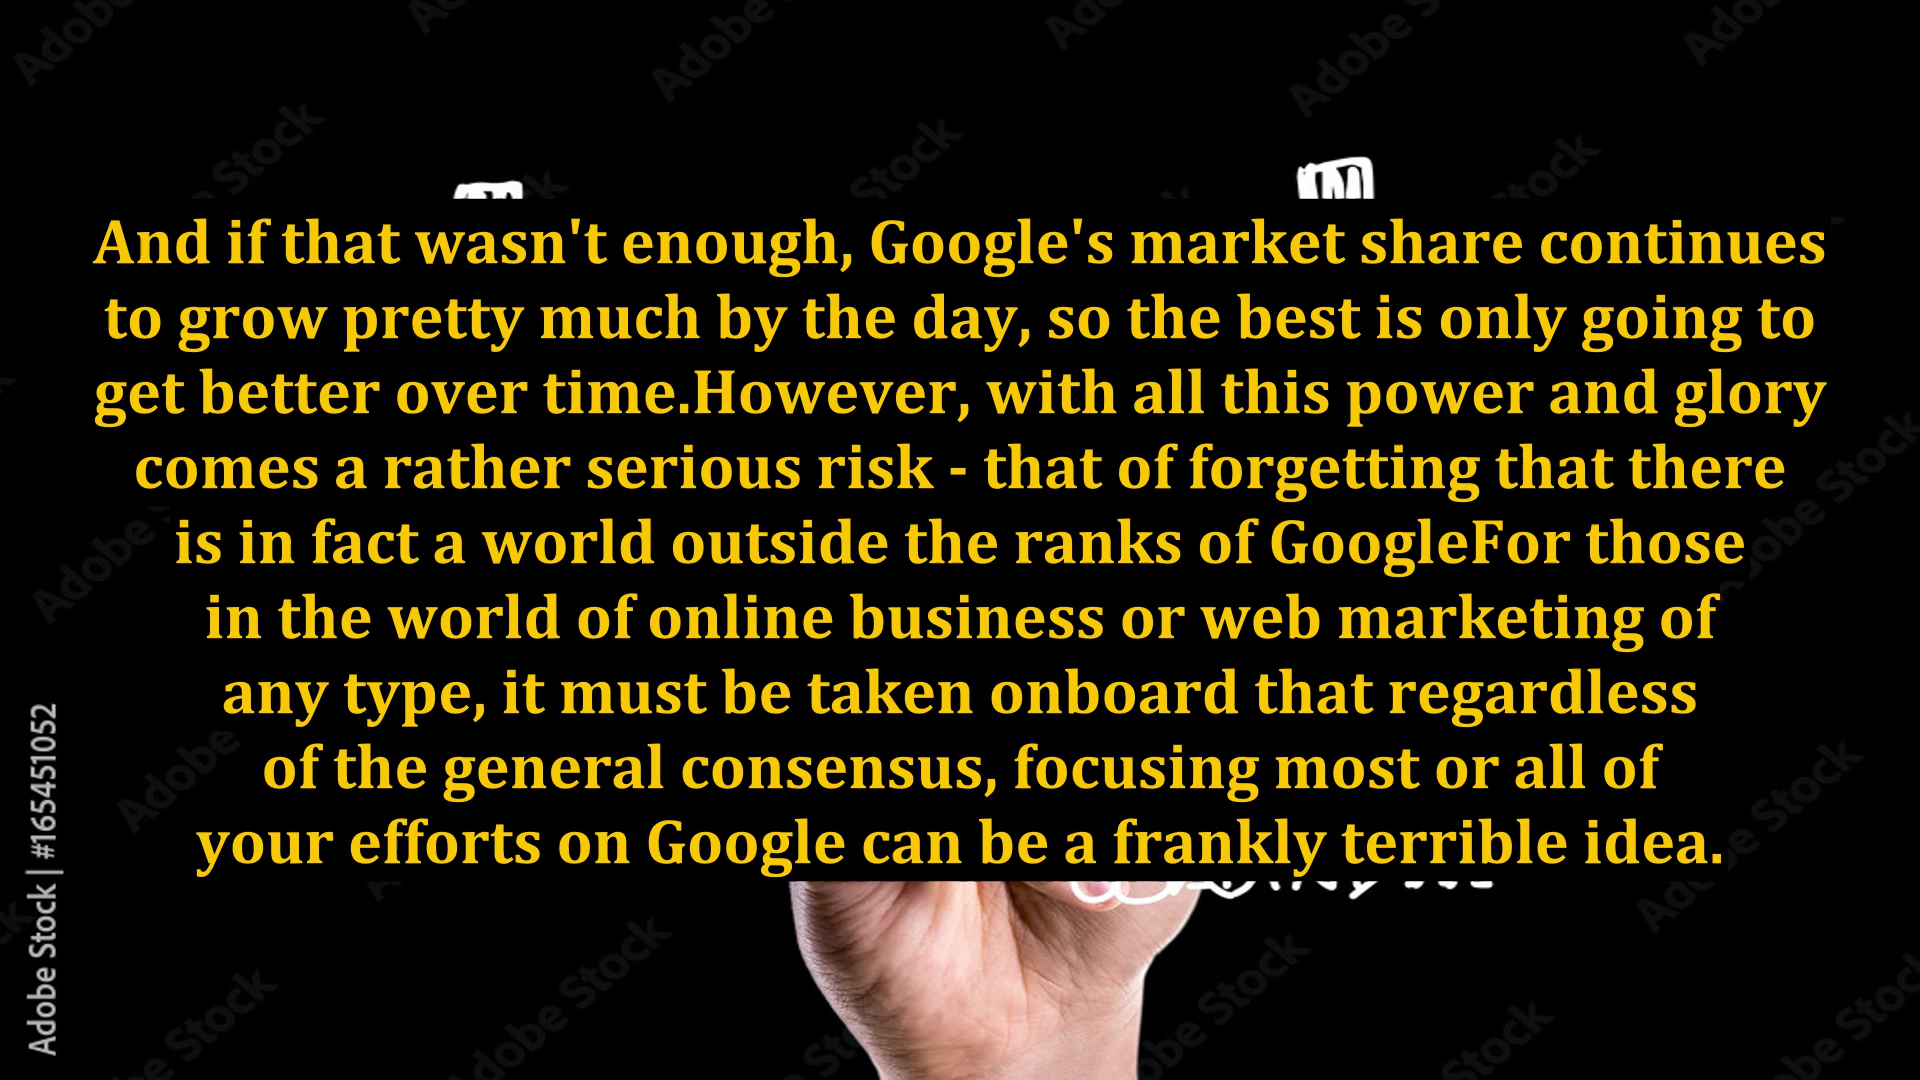 And if that wasn't enough, Google's market share continues
to grow pretty much by the day, so the best is only going to
get better over time.However, with all this power and glory
comes a rather serious risk - that of forgetting that there
is in fact a world outside the ranks of GoogleFor those
in the world of online business or web marketing of
any type, it must be taken onboard that regardless
of the general consensus, focusing most or all of
your efforts on Google can be a frankly terrible idea.
Adobe Stock | #165451052